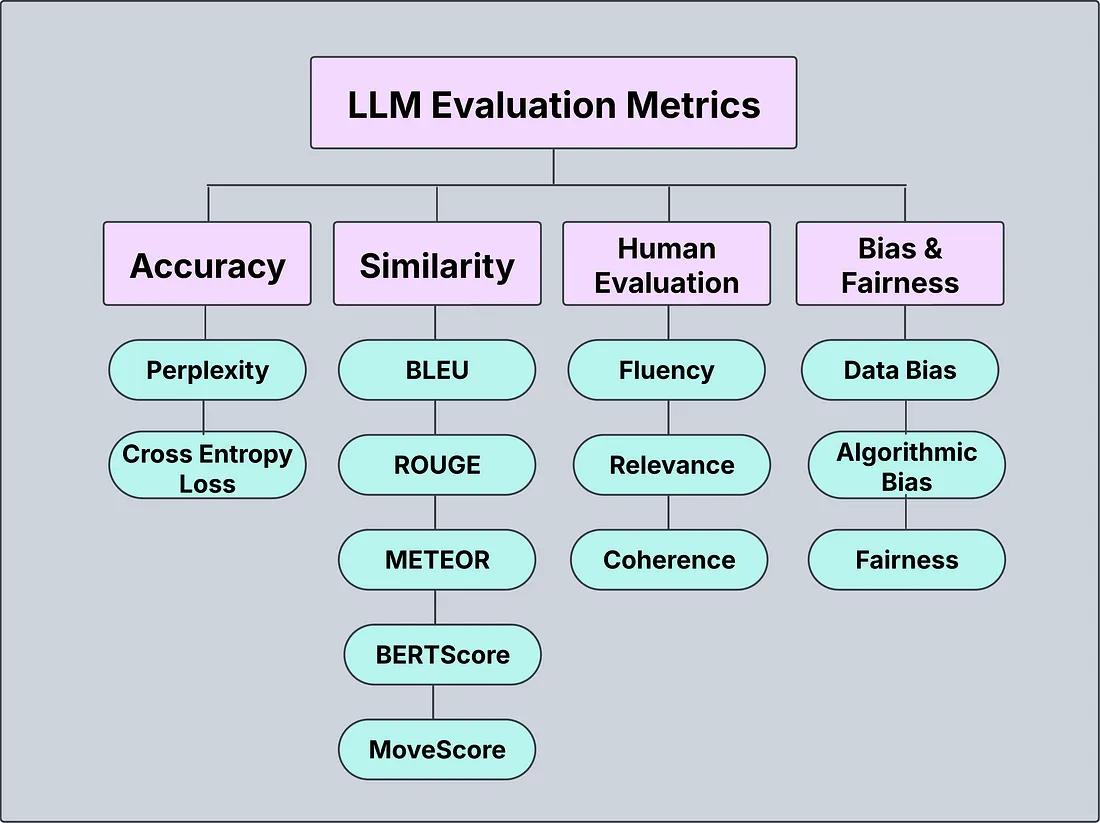 LLM Evaluation Metrics
Accuracy
Perplexity
Cross Entropy
Loss
Similarity
BLEU
ROUGE
METEOR
BERTScore
MoveScore
Human
Evaluation
Fluency
Relevance
Coherence
Bias &
Fairness
Data Bias
Algorithmic
Bias
Fairness